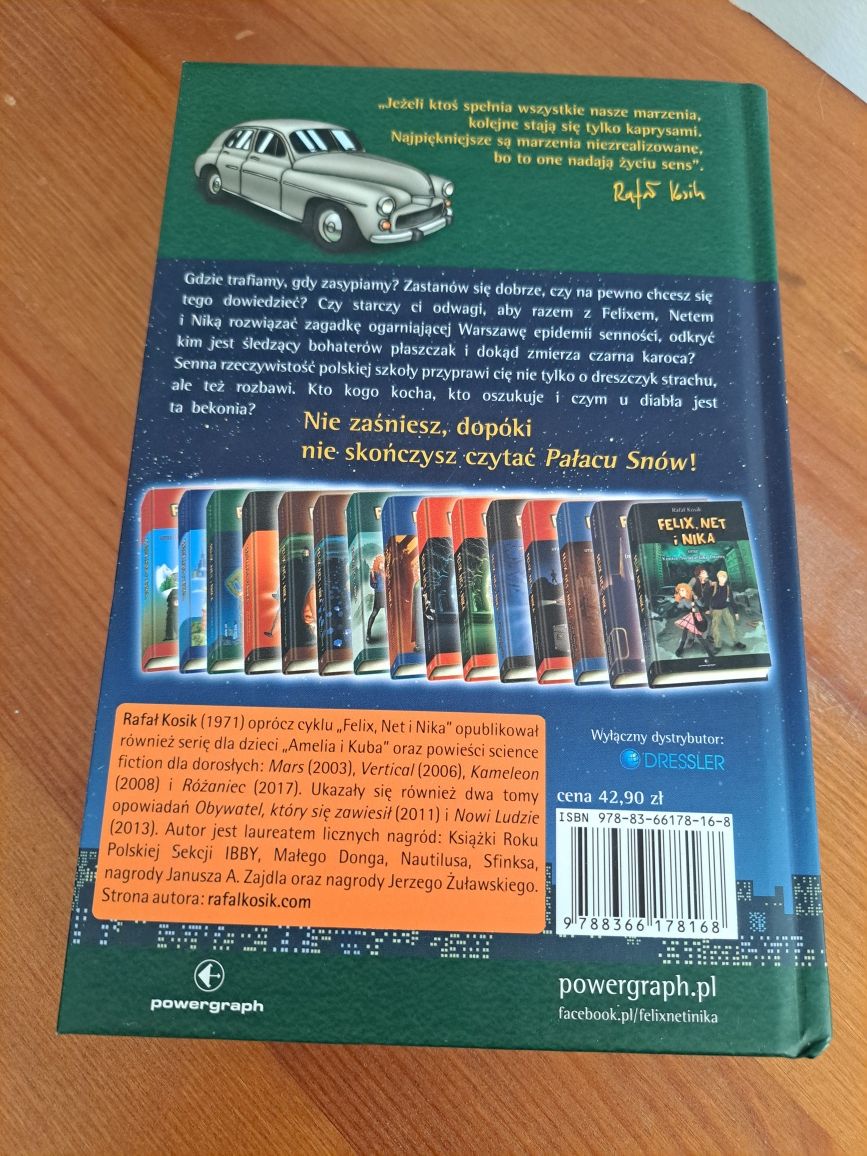 „Jeżeli ktoś spełnia wszystkie nasze marzenia,
kolejne stają się tylko kaprysami.
Najpiękniejsze są marzenia niezrealizowane,
bo to one nadają życiu sens”.
Rafał Kosik
Gdzie trafiamy, gdy zasypiamy? Zastanów się dobrze, czy na pewno chcesz się
tego dowiedzieć? Czy starczy ci odwagi, aby razem z Felixem, Netem
i Niką rozwiązać zagadkę ogarniającej Warszawę epidemii senności, odkryć
kim jest śledzący bohaterów płaszczak i dokąd zmierza czarna karoca?
Senna rzeczywistość polskiej szkoły przyprawi cię nie tylko o dreszczyk strachu,
ale też rozbawi. Kto kogo kocha, kto oszukuje i czym u diabła jest
ta bekonia?
Nie zaśniesz, dopóki
nie skończysz czytać Pałacu Snów!
Rafał Kosik
FELIX, NET
i NIKA
Rafał Kosik (1971) oprócz cyklu „Felix, Net i Nika” opublikował
również serię dla dzieci „Amelia i Kuba” oraz powieści science
fiction dla dorosłych: Mars (2003), Vertical (2006), Kameleon
(2008) i Różaniec (2017). Ukazały się również dwa tomy
opowiadań Obywatel, który się zawiesił (2011) i Nowi Ludzie
(2013). Autor jest laureatem licznych nagród: Książki Roku
Polskiej Sekcji IBBY, Małego Donga, Nautilusa, Sfinksa,
nagrody Janusza A. Zajdla oraz nagrody Jerzego Żuławskiego.
Strona autora: rafalkosik.com
Wyłączny dystrybutor:
DRESSLER
cena 42,90 zł
ISBN 978-83-66178-16-8
9 788366 178168
powergraph
powergraph.pl
facebook.pl/felixnetinika